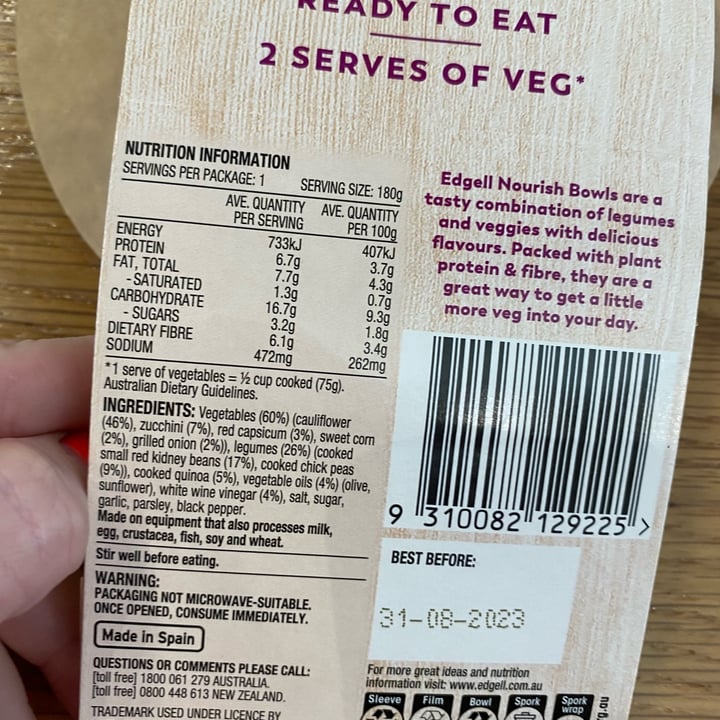 READY TO EAT
2 SERVES OF VEG*
NUTRITION INFORMATION
SERVINGS PER PACKAGE: 1 SERVING SIZE: 180g
AVE. QUANTITY PER SERVING AVE. QUANTITY PER 100g
ENERGY 733kJ 407kJ
PROTEIN 6.7g 3.7g
FAT, TOTAL 7.7g 4.3g
- SATURATED 1.3g 0.7g
CARBOHYDRATE 16.7g 9.3g
- SUGARS 3.2g 1.8g
DIETARY FIBRE 6.1g 3.4g
SODIUM 472mg 262mg
*1 serve of vegetables = ½ cup cooked (75g).
Australian Dietary Guidelines.
INGREDIENTS: Vegetables (60%) (cauliflower
(46%), zucchini (7%), red capsicum (3%), sweet corn
(2%), grilled onion (2%)), legumes (26%) (cooked
small red kidney beans (17%), cooked chick peas
(9%)), cooked quinoa (5%), vegetable oils (4%) (olive,
sunflower), white wine vinegar (4%), salt, sugar,
garlic, parsley, black pepper.
Made on equipment that also processes milk,
egg, crustacea, fish, soy and wheat.
Stir well before eating.
WARNING:
PACKAGING NOT MICROWAVE-SUITABLE.
ONCE OPENED, CONSUME IMMEDIATELY.
Made in Spain
QUESTIONS OR COMMENTS PLEASE CALL:
[toll free] 1800 061 279 AUSTRALIA.
[toll free] 0800 448 613 NEW ZEALAND.
TRADEMARK USED UNDER LICENCE BY
Edgell Nourish Bowls are a
tasty combination of legumes
and veggies with delicious
flavours. Packed with plant
protein & fibre, they are a
great way to get a little
more veg into your day.
9 310082 129225 >
BEST BEFORE:
31-08-2023
For more great ideas and nutrition
information visit: www.edgell.com.au
Sleeve Film Bowl Spork Spork wrap